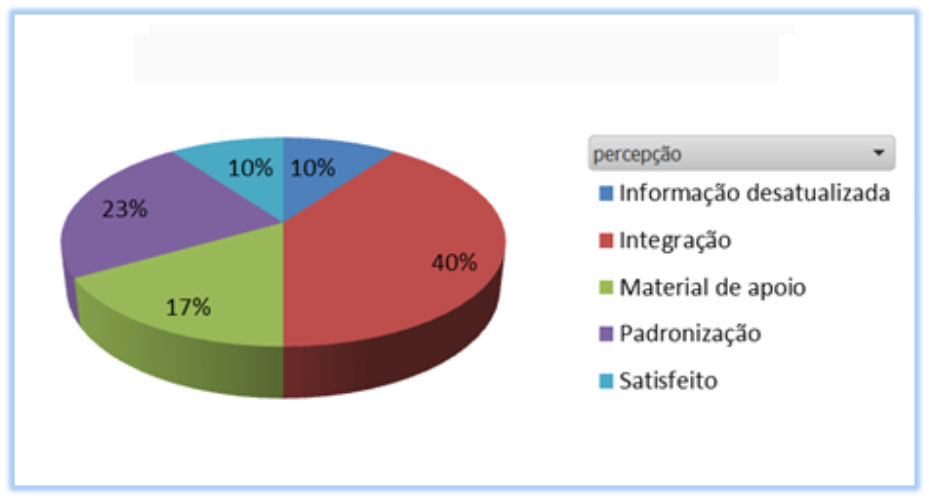 10%
10%
23%
40%
17%
percepção
Informação desatualizada
Integração
Material de apoio
Padronização
Satisfeito